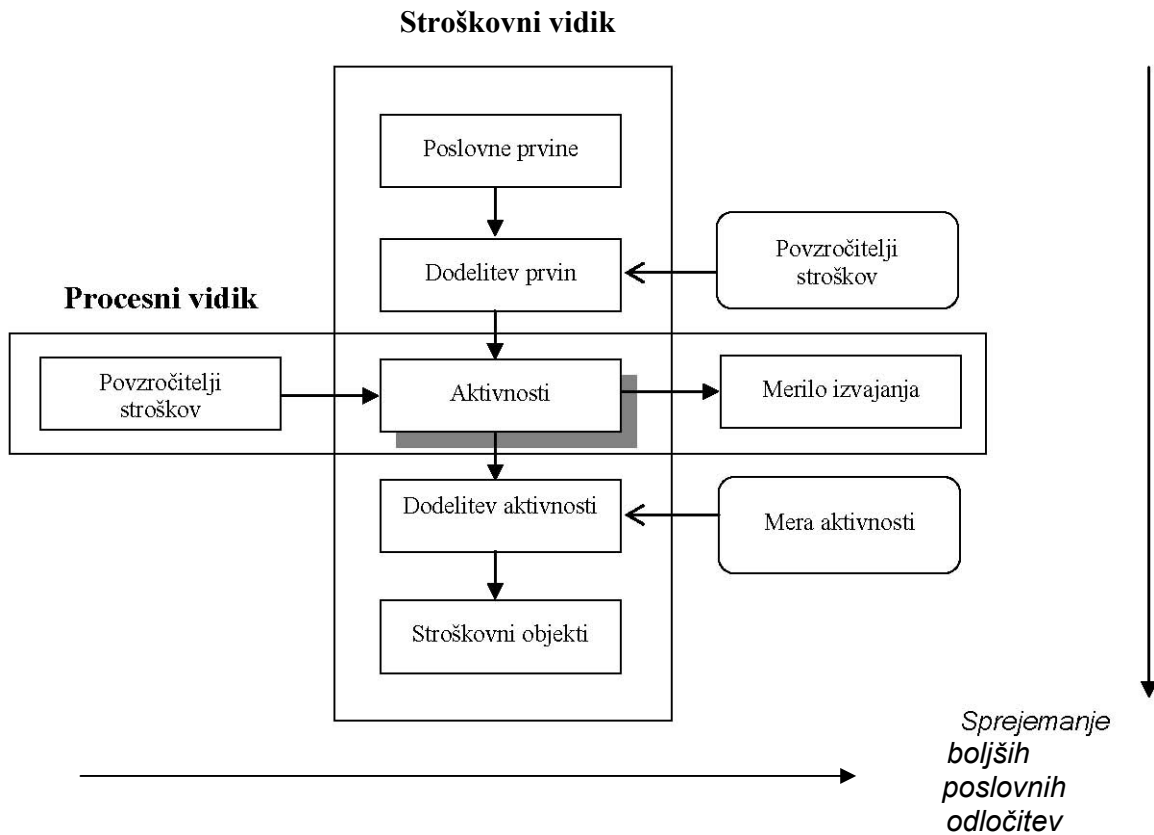 Stroškovni vidik
Poslovne prvine
Dodelitev prvin
Povzročitelji
stroškov
Procesni vidik
Povzročitelji
stroškov
Aktivnosti
Merilo izvajanja
Dodelitev aktivnosti
Mera aktivnosti
Stroškovni objekti
Sprejemanje
boljših
poslovnih
odločitev